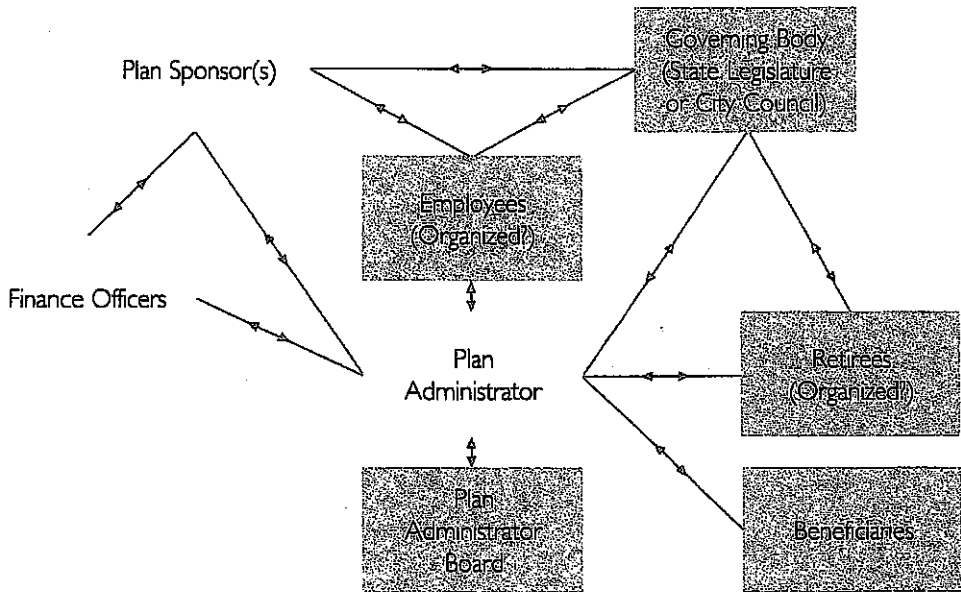 Plan Sponsor(s)
Governing Body
(State Legislature
or City Council)
Employees
(Organized?)
Finance Officers
Plan
Administrator
Retirees
(Organized?)
Plan
Administrator
Board
Beneficiaries